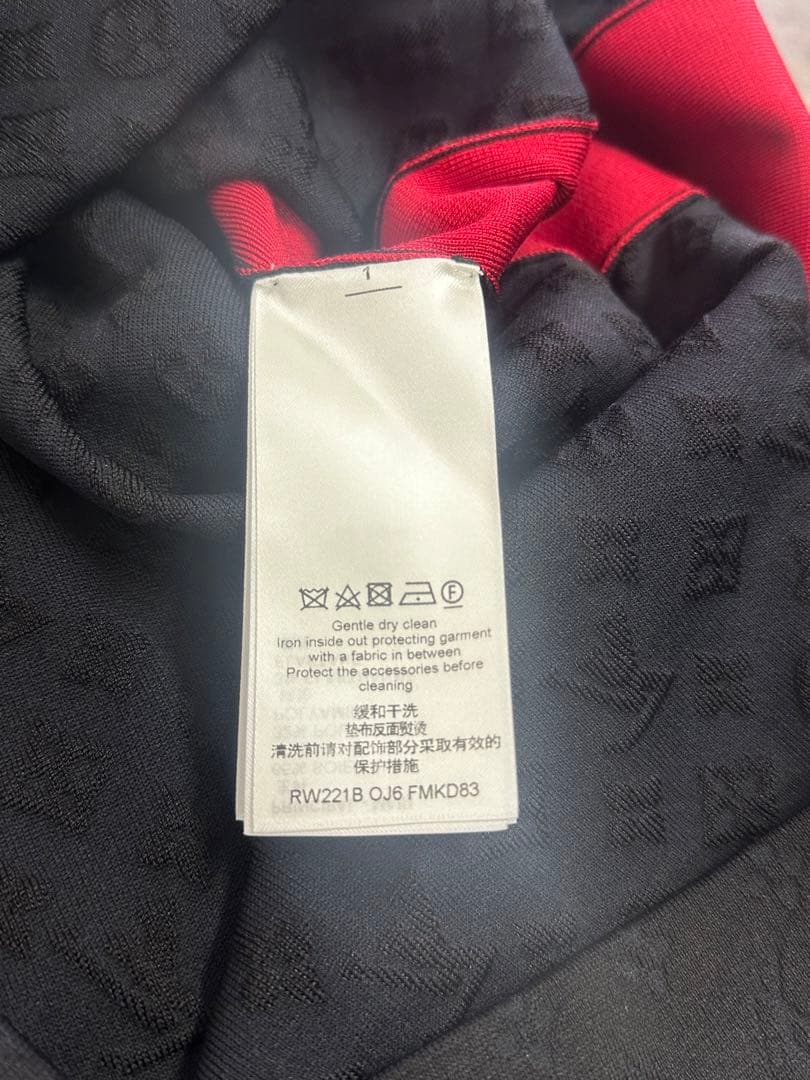 1
F
Gentle dry clean
Iron inside out protecting garment
with a fabric in between
Protect the accessories before
cleaning
缓和干洗
垫布反面熨烫
清洗前请对配饰部分采取有效的
保护措施
RW221B OJ6 FMKD83